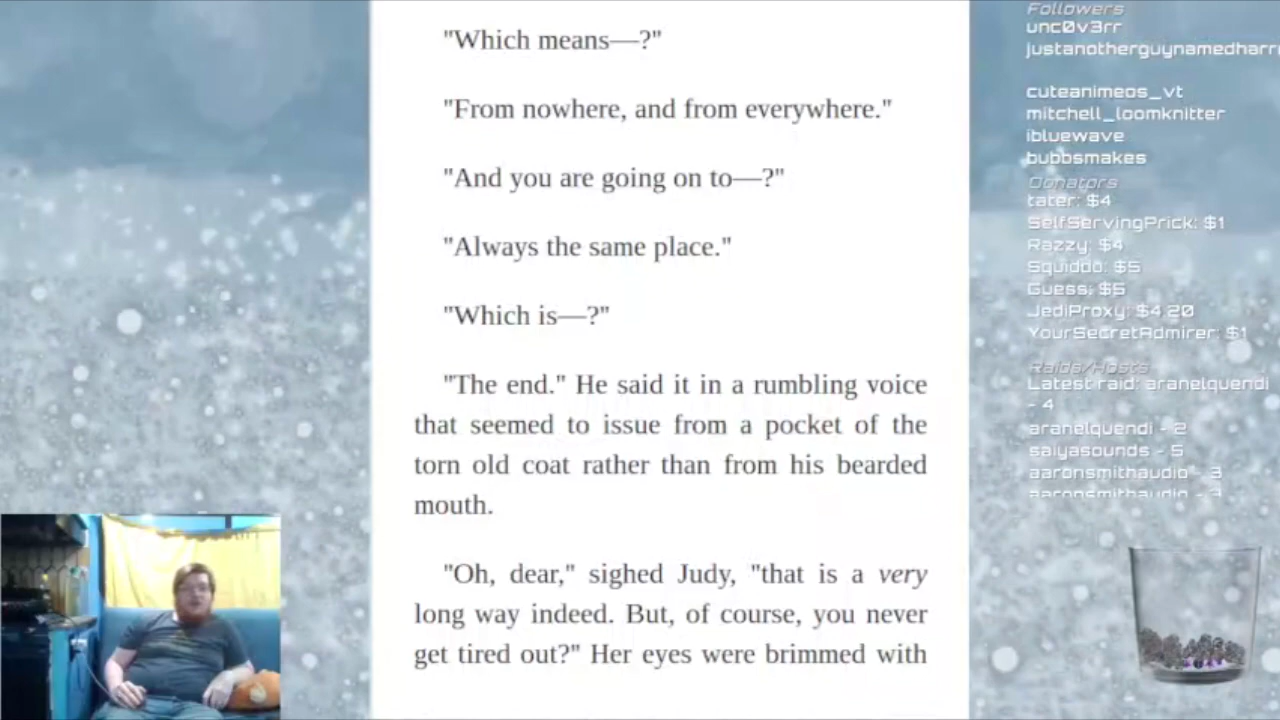 "Which means—?"
"From nowhere, and from everywhere."
"And you are going on to—?"
"Always the same place."
"Which is—?"
"The end." He said it in a rumbling voice
that seemed to issue from a pocket of the
torn old coat rather than from his bearded
mouth.
"Oh, dear," sighed Judy, "that is a very
long way indeed. But, of course, you never
get tired out?" Her eyes were brimmed with
Followers
unc0v3rr
cuteanimeos_vt
mitchell_loomknitter
ibluewave
bubbsmakes
Donators
tater: $4
SelfServingPrick: $1
Razzy: $4
Squiddo: $5
Guess: $5
JediProxy: $4.20
YourSecretAdmirer: $1
Raids/Hosts
Latest raid: aranelquendi
- 4
aranelquendi - 2
saiyasounds - 5
aaronsmithaudio - 3